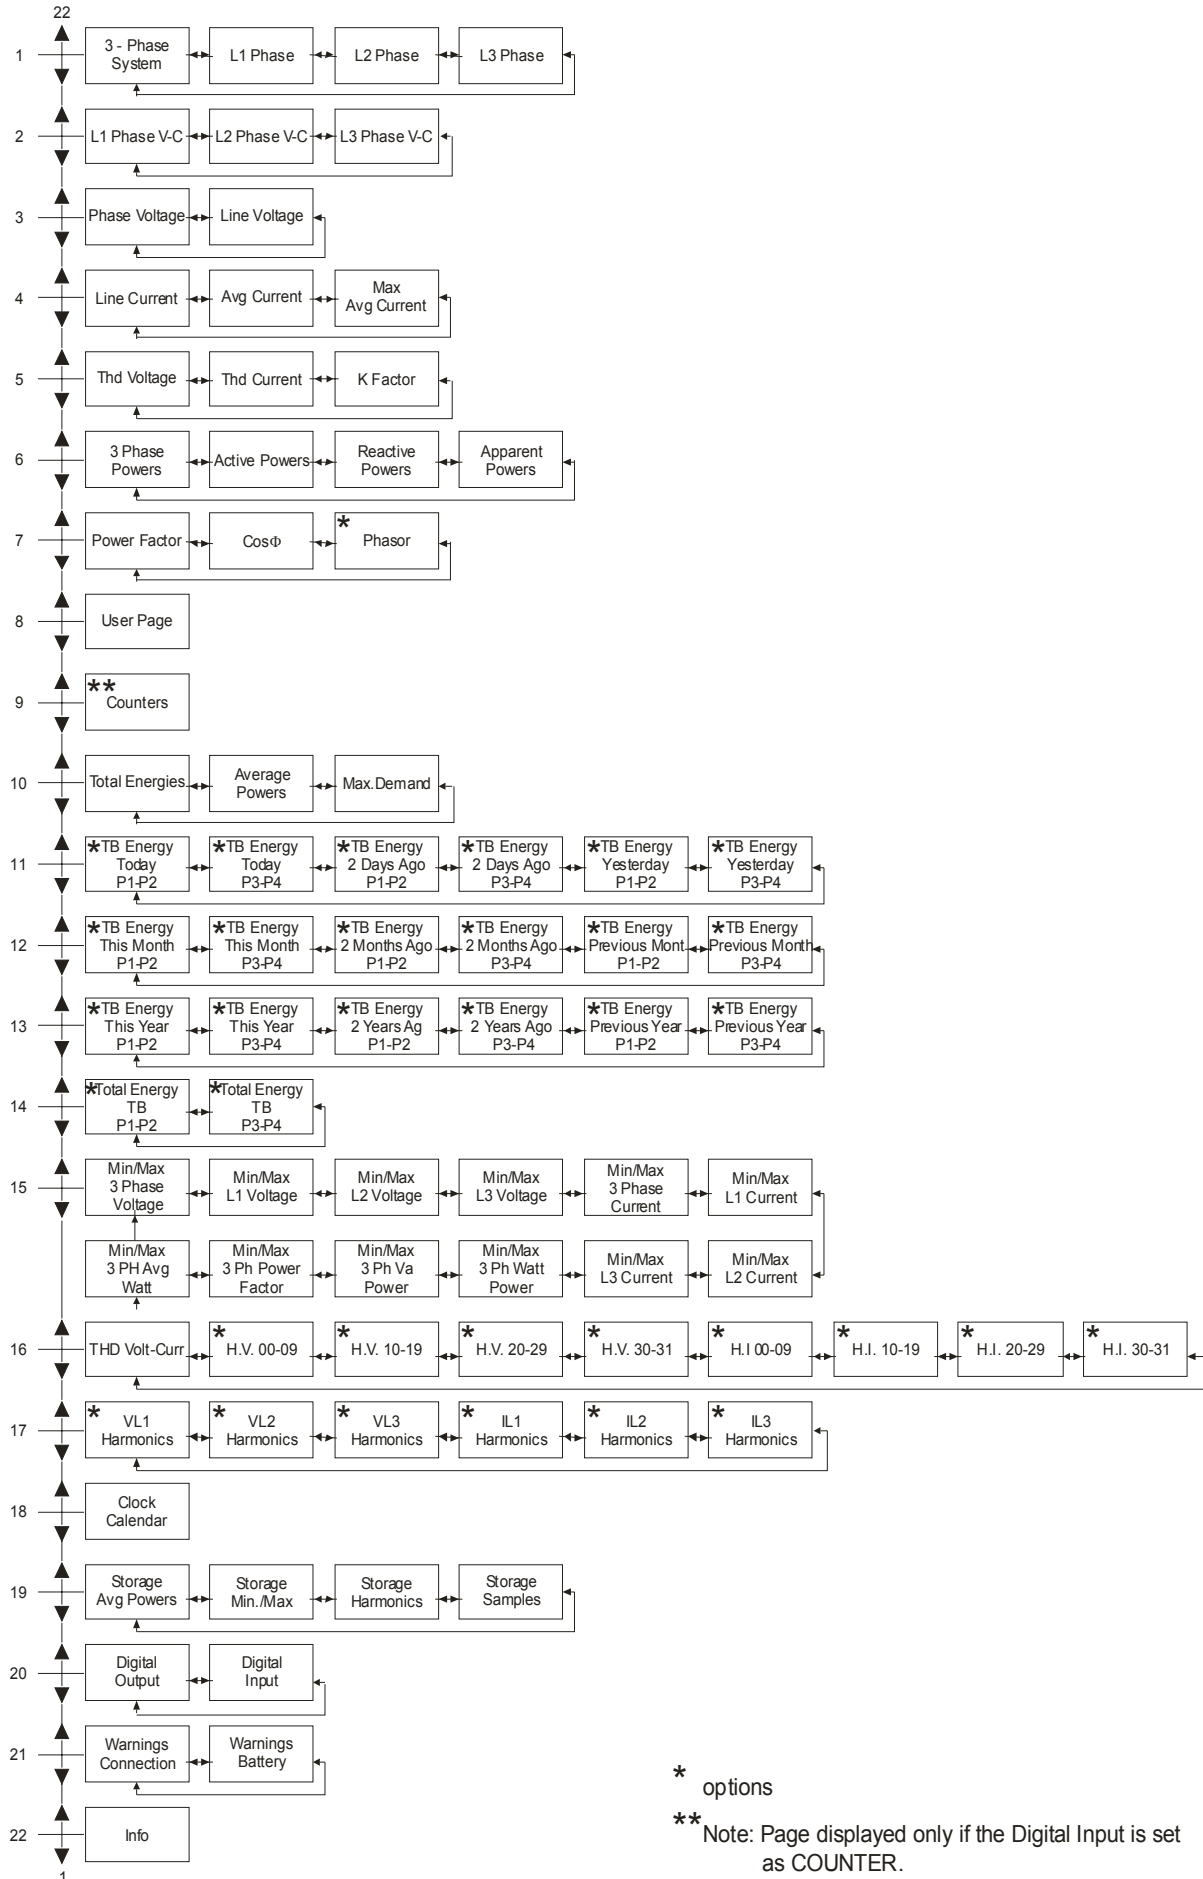 22
1
3 - Phase
System
L1 Phase
L2 Phase
L3 Phase
2
L1 Phase V-C
L2 Phase V-C
L3 Phase V-C
3
Phase Voltage
Line Voltage
4
Line Current
Avg Current
Max
Avg Current
5
Thd Voltage
Thd Current
K Factor
6
3 Phase
Powers
Active Powers
Reactive
Powers
Apparent
Powers
7
Power Factor
CosΦ
*
Phasor
8
User Page
9
**
Counters
10
Total Energies
Average
Powers
Max.Demand
11
*TB Energy
Today
P1-P2
*TB Energy
Today
P3-P4
*TB Energy
2 Days Ago
P1-P2
*TB Energy
2 Days Ago
P3-P4
*TB Energy
Yesterday
P1-P2
*TB Energy
Yesterday
P3-P4
12
*TB Energy
This Month
P1-P2
*TB Energy
This Month
P3-P4
*TB Energy
2 Months Ago
P1-P2
*TB Energy
2 Months Ago
P3-P4
*TB Energy
Previous Mont
P1-P2
*TB Energy
Previous Month
P3-P4
13
*TB Energy
This Year
P1-P2
*TB Energy
This Year
P3-P4
*TB Energy
2 Years Ag
P1-P2
*TB Energy
2 Years Ago
P3-P4
*TB Energy
Previous Year
P1-P2
*TB Energy
Previous Year
P3-P4
14
*Total Energy
TB
P1-P2
*Total Energy
TB
P3-P4
15
Min/Max
3 Phase
Voltage
Min/Max
L1 Voltage
Min/Max
L2 Voltage
Min/Max
L3 Voltage
Min/Max
3 Phase
Current
Min/Max
L1 Current
Min/Max
3 PH Avg
Watt
Min/Max
3 Ph Power
Factor
Min/Max
3 Ph Va
Power
Min/Max
3 Ph Watt
Power
Min/Max
L3 Current
Min/Max
L2 Current
16
THD Volt-Curr
*
H.V. 00-09
*
H.V. 10-19
*
H.V. 20-29
*
H.V. 30-31
*
H.I 00-09
*
H.I. 10-19
*
H.I. 20-29
*
H.I. 30-31
17
* VL1
Harmonics
* VL2
Harmonics
* VL3
Harmonics
* IL1
Harmonics
* IL2
Harmonics
* IL3
Harmonics
18
Clock
Calendar
19
Storage
Avg Powers
Storage
Min./Max
Storage
Harmonics
Storage
Samples
20
Digital
Output
Digital
Input
21
Warnings
Connection
Warnings
Battery
22
Info
1
* options
** Note: Page displayed only if the Digital Input is set
as COUNTER.